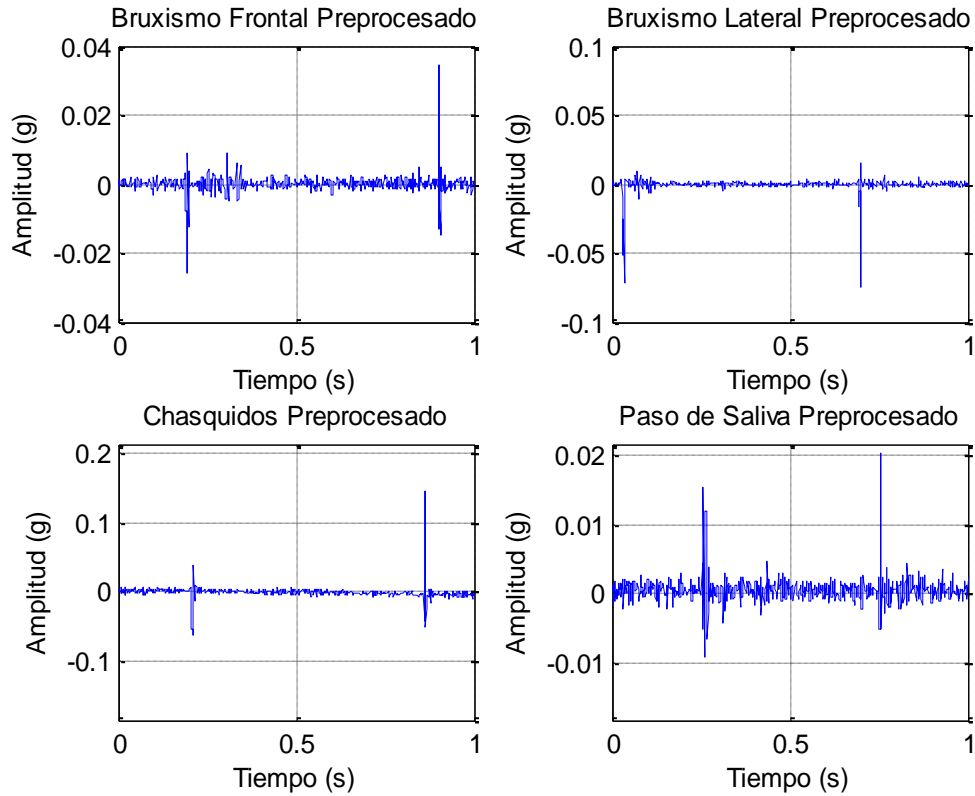 Bruxismo Frontal Preprocesado
0.04
0.02
0
-0.02
-0.04
Amplitud (g)
0
0.5
1
Tiempo (s)
Bruxismo Lateral Preprocesado
0.1
0.05
0
-0.05
-0.1
Amplitud (g)
0
0.5
1
Tiempo (s)
Chasquidos Preprocesado
0.2
0.1
0
-0.1
Amplitud (g)
0
0.5
1
Tiempo (s)
Paso de Saliva Preprocesado
0.02
0.01
0
-0.01
Amplitud (g)
0
0.5
1
Tiempo (s)